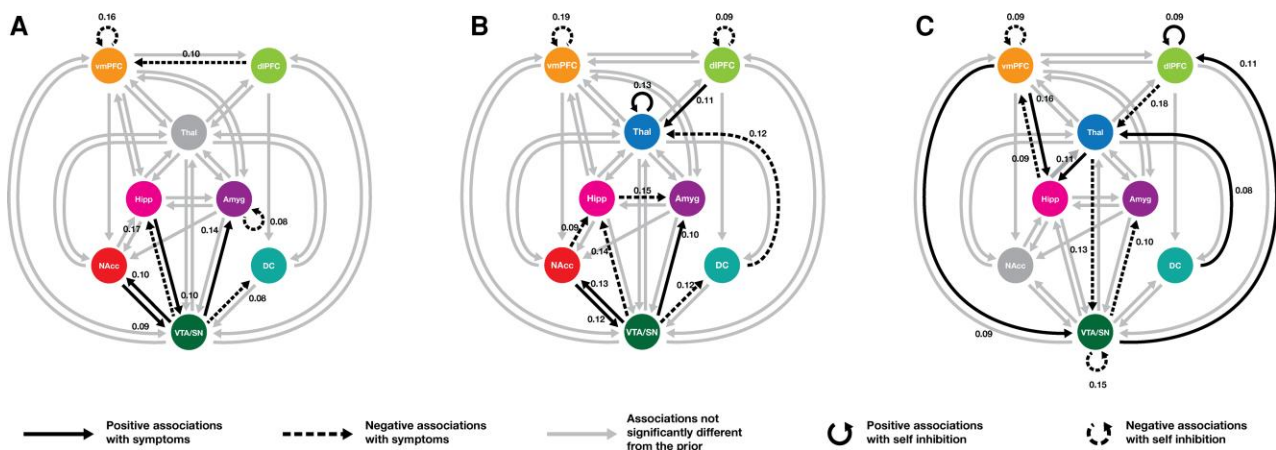 A
0.16
0.10
vmPFC
dlPFC
Thal
Hipp
Amyg
0.17
0.14
0.08
NAcc
DC
0.10
0.10
0.08
0.09
VTA/SN
B
0.19
0.09
vmPFC
dlPFC
0.13
0.11
Thal
0.12
0.15
Hipp
Amyg
0.09
0.14
0.10
NAcc
DC
0.13
0.12
0.12
VTA/SN
C
0.09
0.09
vmPFC
dlPFC
0.11
0.16
0.18
Thal
0.09
0.11
Hipp
Amyg
0.08
0.13
0.10
NAcc
DC
0.09
VTA/SN
0.15
Positive associations
with symptoms
Negative associations
with symptoms
Associations not
significantly different
from the prior
Positive associations
with self inhibition
Negative associations
with self inhibition